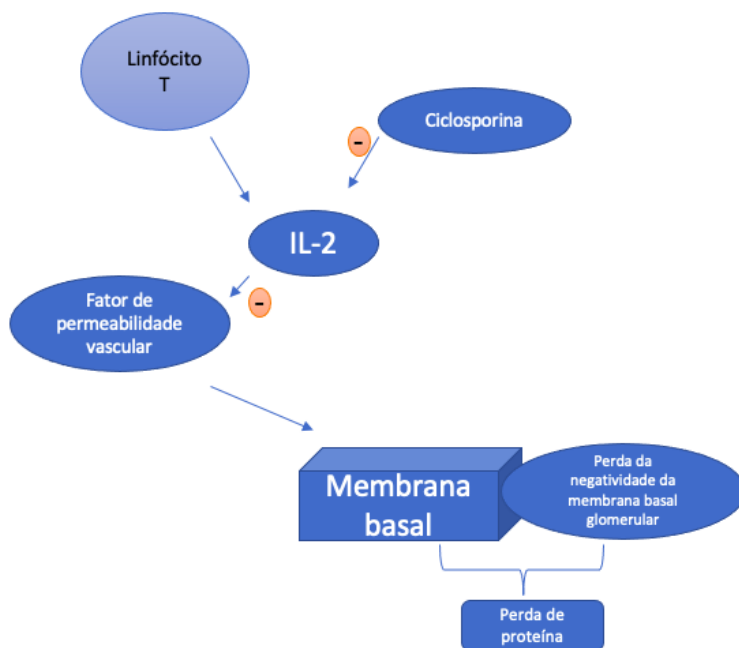 Linfócito
T
Ciclosporina
-
IL-2
-
Fator de
permeabilidade
vascular
Membrana
basal
Perda da
negatividade da
membrana basal
glomerular
Perda de
proteína